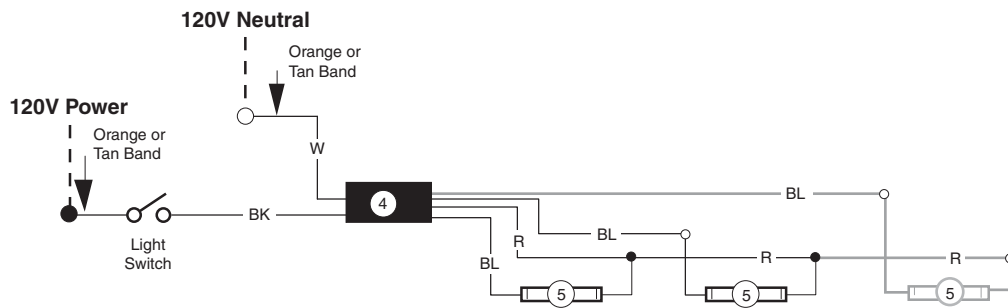 120V Neutral
Orange or
Tan Band
120V Power
Orange or
Tan Band
W
4
BL
BK
Light
Switch
R
BL
R
R
BL
5
5
5